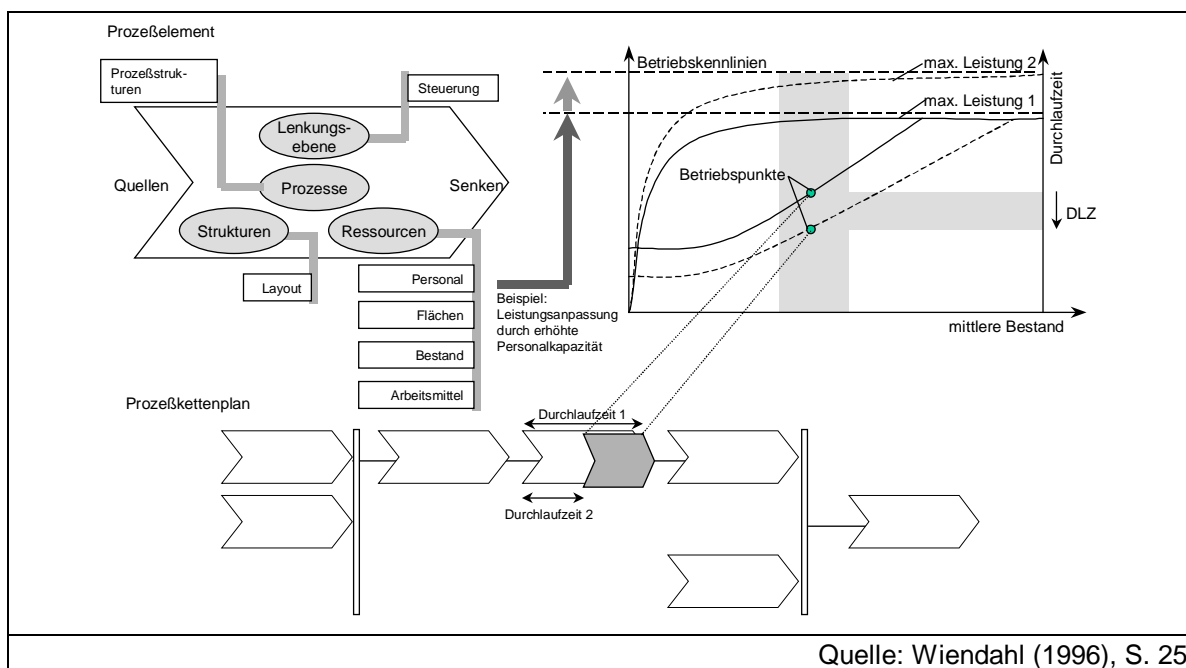 Prozeßelement
Prozeßstruk-
turen
Steuerung
Lenkungs-
ebene
Quellen
Prozesse
Senken
Strukturen
Ressourcen
Layout
Personal
Flächen
Bestand
Arbeitsmittel
Beispiel:
Leistungsanpassung
durch erhöhte
Personalkapazität
Betriebskennlinien
max. Leistung 2
max. Leistung 1
Durchlaufzeit
Betriebspunkte
DLZ
mittlere Bestand
Prozeßkettenplan
Durchlaufzeit 1
Durchlaufzeit 2
Quelle: Wiendahl (1996), S. 25